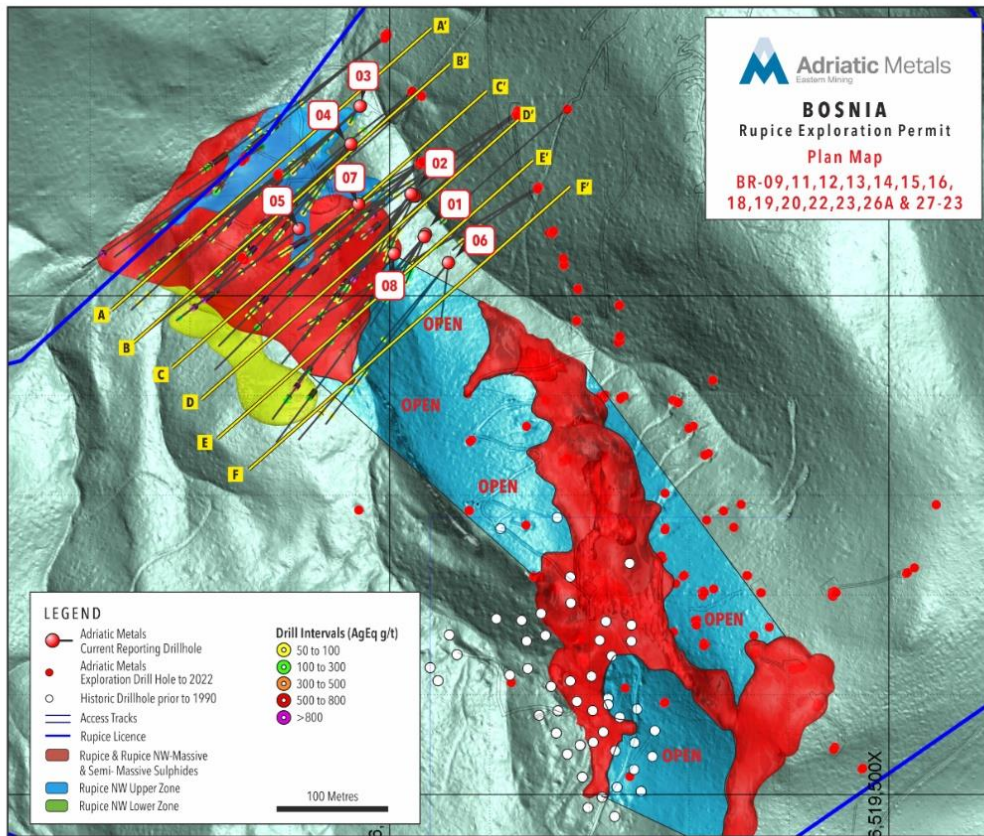 Adriatic Metals
Eastern Mining
BOSNIA
Rupice Exploration Permit
Plan Map
BR-09,11,12,13,14,15,16,
18,19,20,22,23,26A & 27-23
A'
B'
C'
D'
E'
F'
03
04
02
07
05
01
06
08
A
B
C
D
E
F
OPEN
OPEN
OPEN
OPEN
OPEN
LEGEND
Adriatic Metals
Current Reporting Drillhole
Adriatic Metals
Exploration Drill Hole to 2022
Historic Drillhole prior to 1990
Access Tracks
Rupice Licence
Rupice & Rupice NW-Massive
& Semi- Massive Sulphides
Rupice NW Upper Zone
Rupice NW Lower Zone
Drill Intervals (AgEq g/t)
50 to 100
100 to 300
300 to 500
500 to 800
>800
100 Metres
6,519,500X